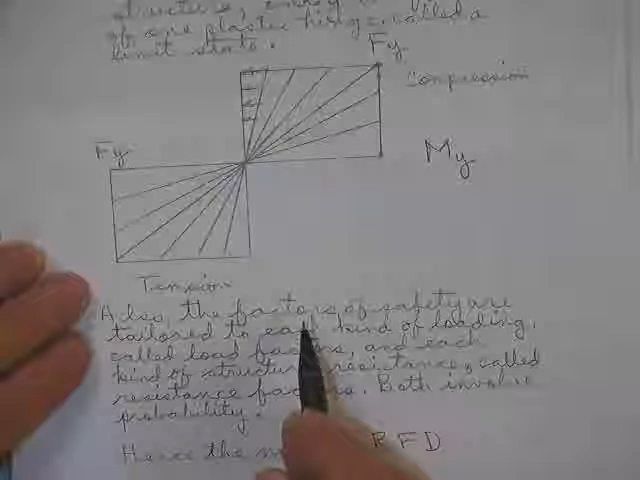 of a plastic hinge, called a
limit state.
Fy
Compression
Fy
My
Tension
Also, the factors of safety are
tailored to each kind of loading,
called load factors, and each
kind of structural resistance, called
resistance factors. Both involve
probability.
Hence the RFD